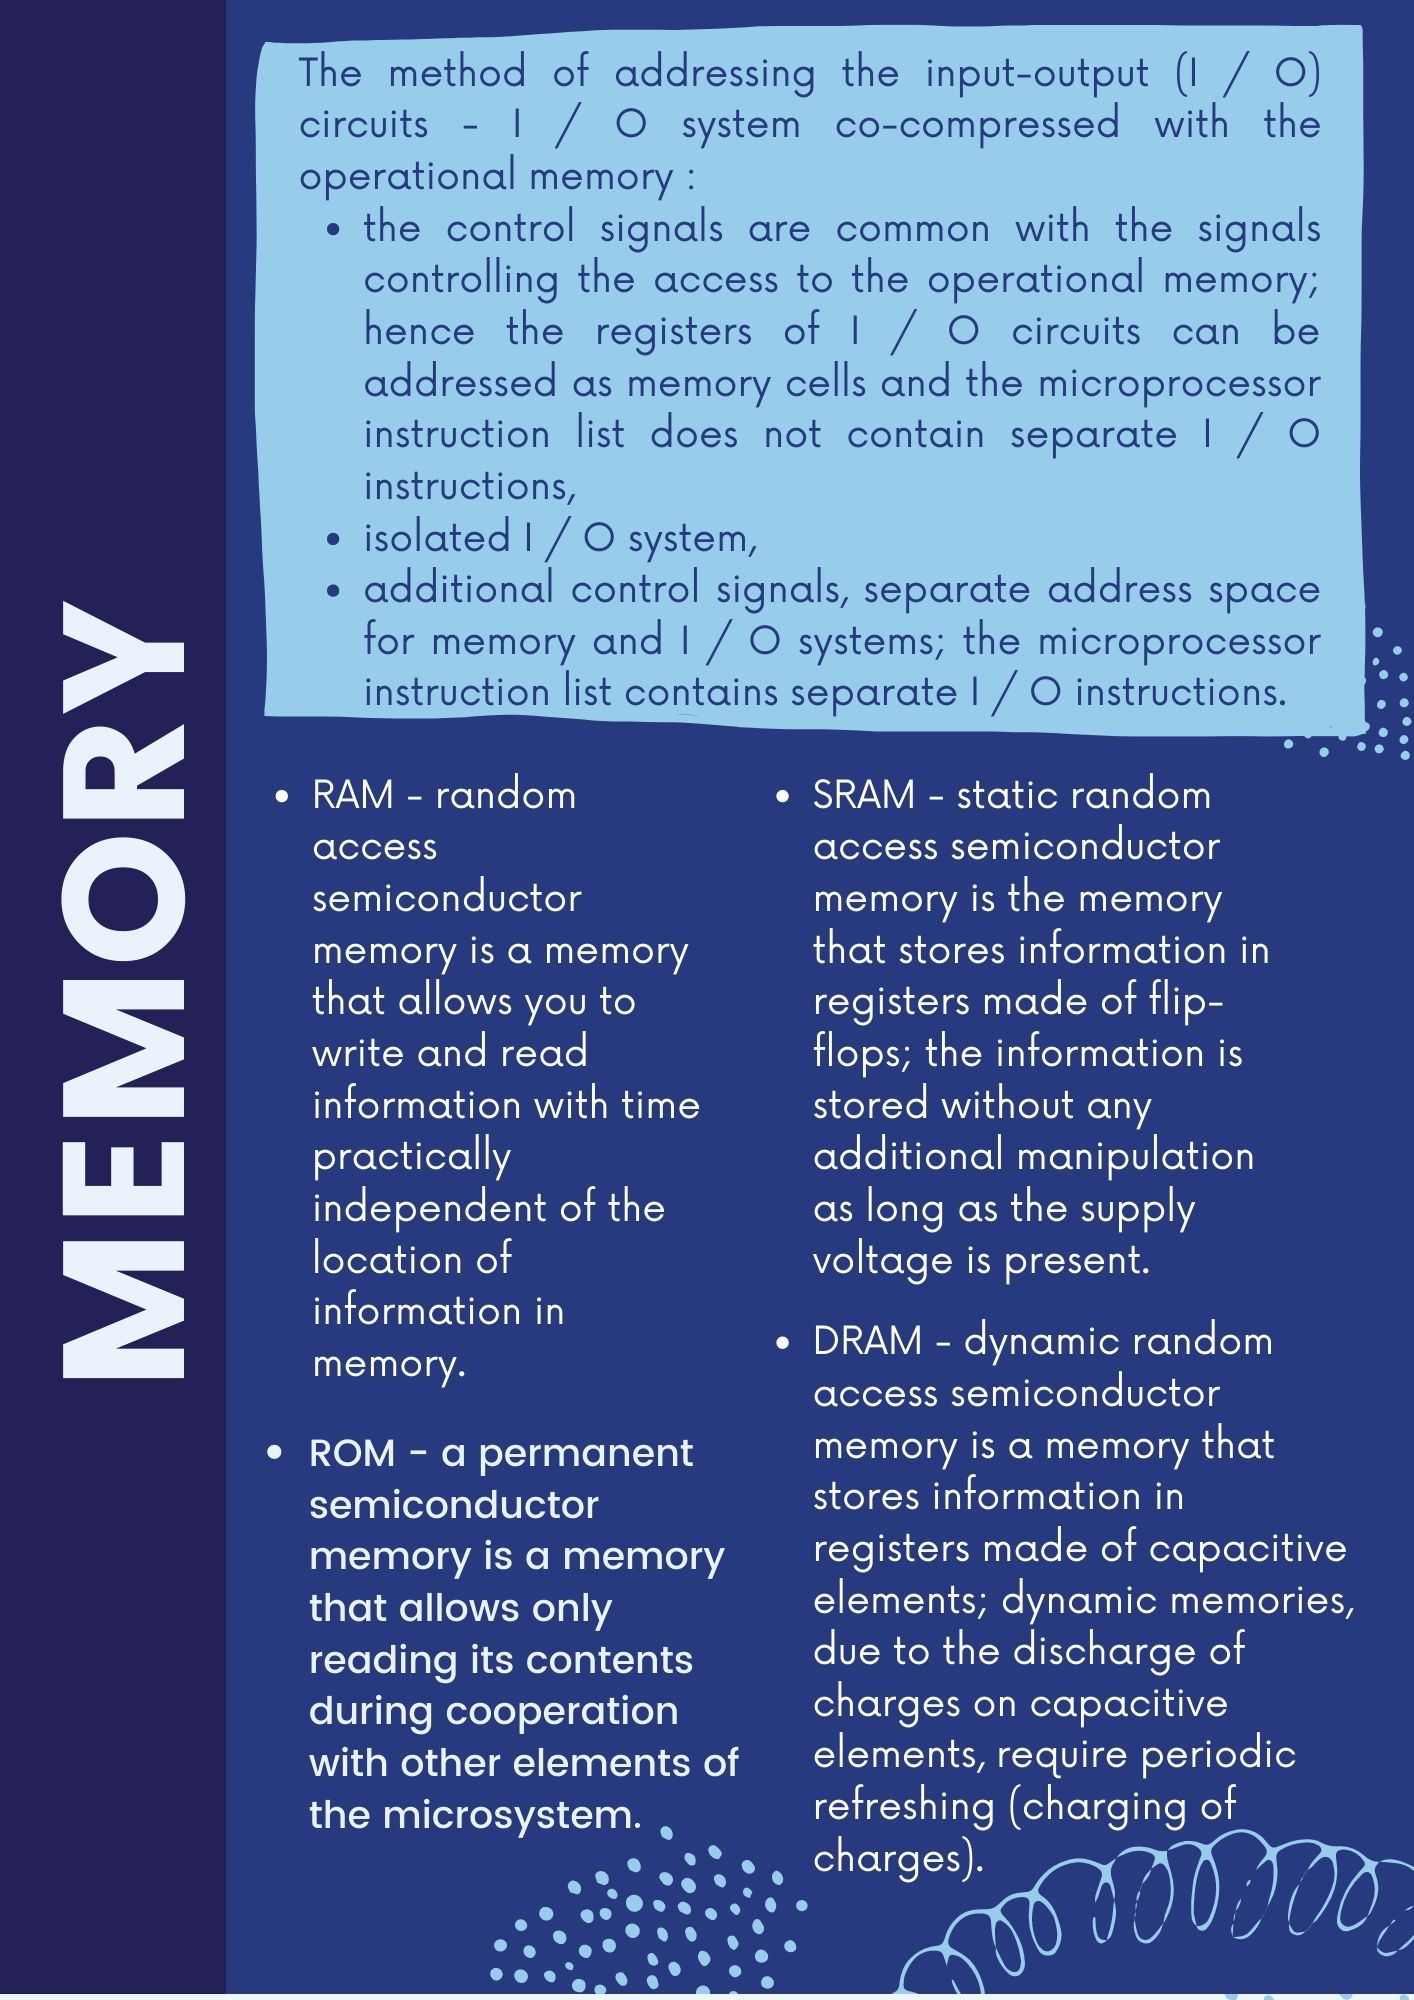 MEMORY
The method of addressing the input-output (I / O)
circuits - I / O system co-compressed with the
operational memory :
• the control signals are common with the signals
controlling the access to the operational memory;
hence the registers of I / O circuits can be
addressed as memory cells and the microprocessor
instruction list does not contain separate I / O
instructions,
• isolated I / O system,
• additional control signals, separate address space
for memory and I / O systems; the microprocessor
instruction list contains separate I / O instructions.
• RAM - random
access
semiconductor
memory is a memory
that allows you to
write and read
information with time
practically
independent of the
location of
information in
memory.
• ROM - a permanent
semiconductor
memory is a memory
that allows only
reading its contents
during cooperation
with other elements of
the microsystem.
• SRAM - static random
access semiconductor
memory is the memory
that stores information in
registers made of flip-
flops; the information is
stored without any
additional manipulation
as long as the supply
voltage is present.
• DRAM - dynamic random
access semiconductor
memory is a memory that
stores information in
registers made of capacitive
elements; dynamic memories,
due to the discharge of
charges on capacitive
elements, require periodic
refreshing (charging of
charges).